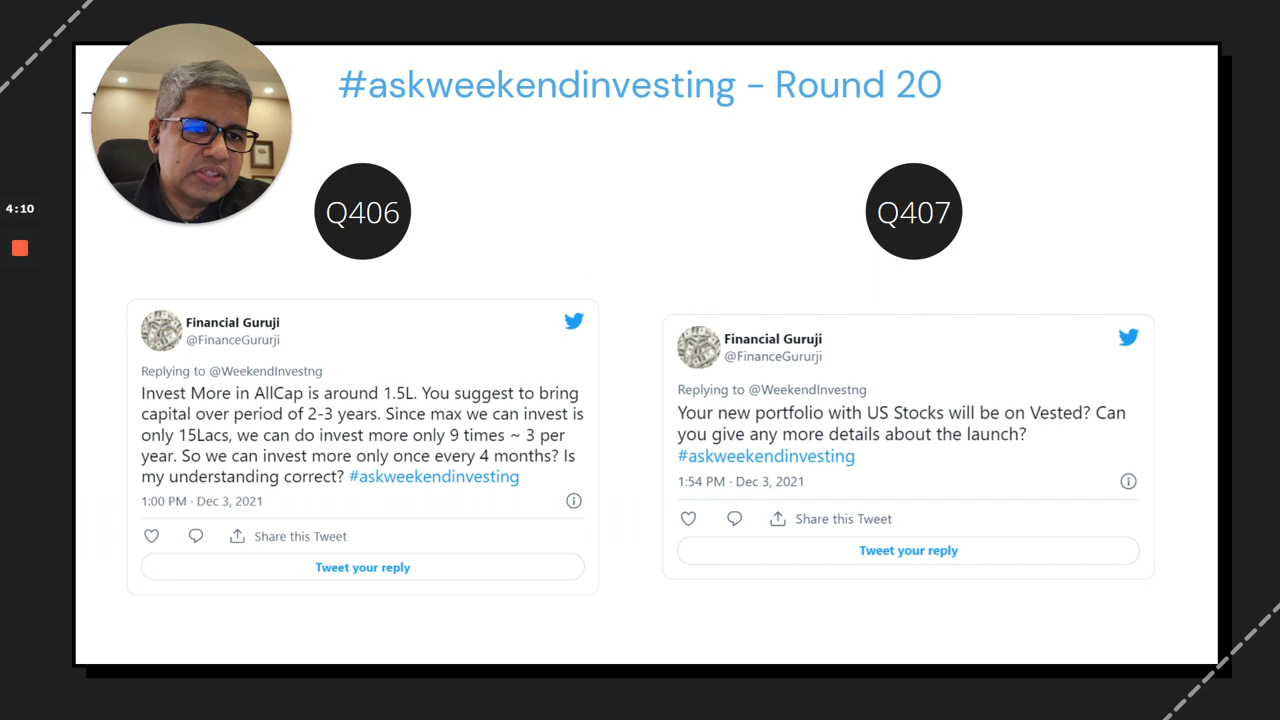 #askweekendinvesting - Round 20
4:10
Q406
Q407
Financial Guruji
@FinanceGururji
Replying to @WeekendInvestng
Invest More in AllCap is around 1.5L. You suggest to bring
capital over period of 2-3 years. Since max we can invest is
only 15Lacs, we can do invest more only 9 times ~ 3 per
year. So we can invest more only once every 4 months? Is
my understanding correct? #askweekendinvesting
1:00 PM · Dec 3, 2021
Share this Tweet
Tweet your reply
Financial Guruji
@FinanceGururji
Replying to @WeekendInvestng
Your new portfolio with US Stocks will be on Vested? Can
you give any more details about the launch?
#askweekendinvesting
1:54 PM · Dec 3, 2021
Share this Tweet
Tweet your reply